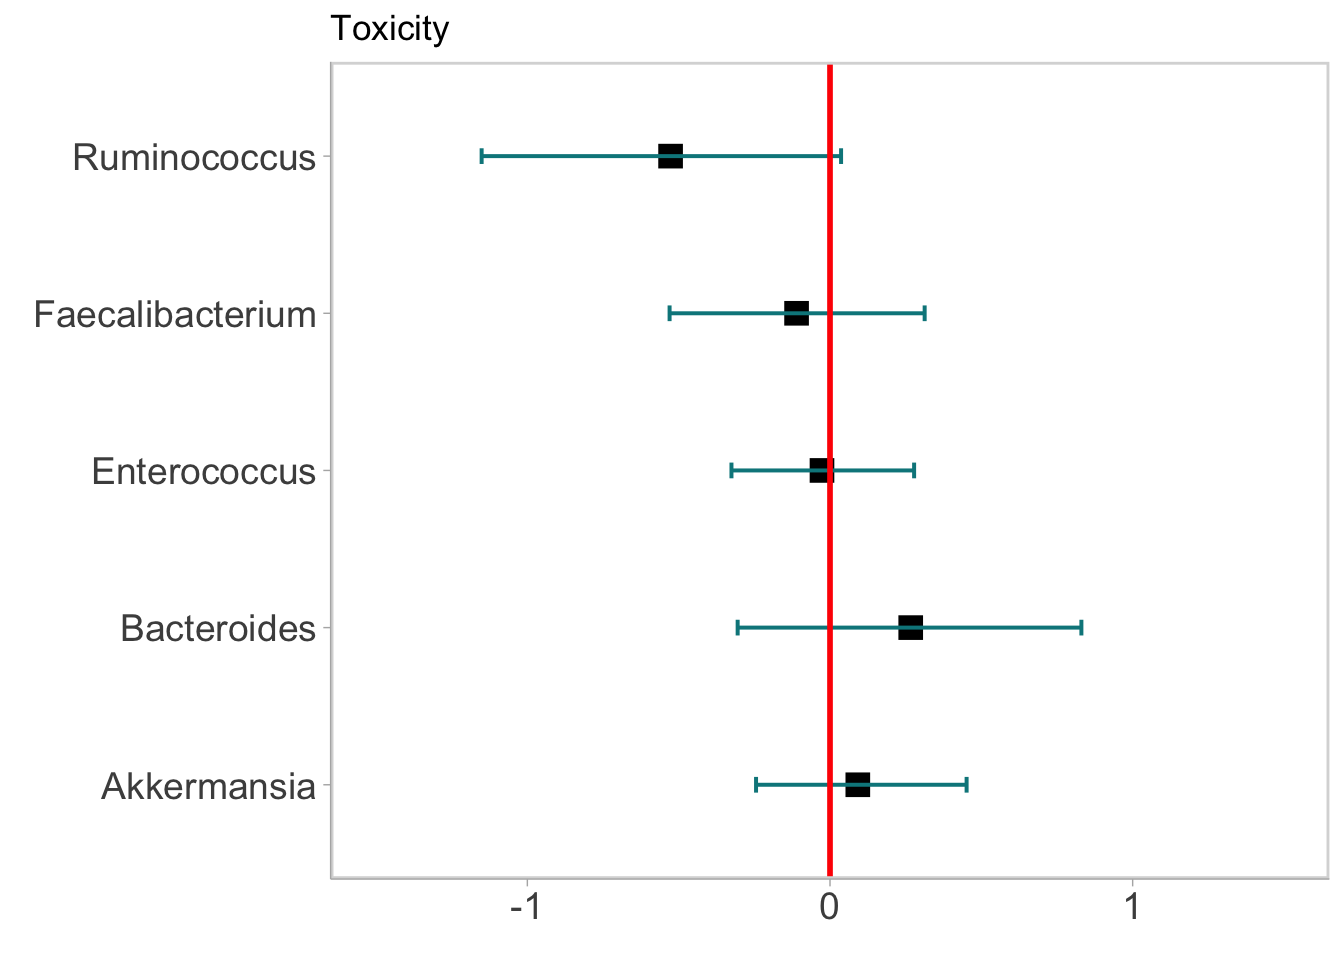 Toxicity
Ruminococcus
Faecalibacterium
Enterococcus
Bacteroides
Akkermansia
-1 0 1